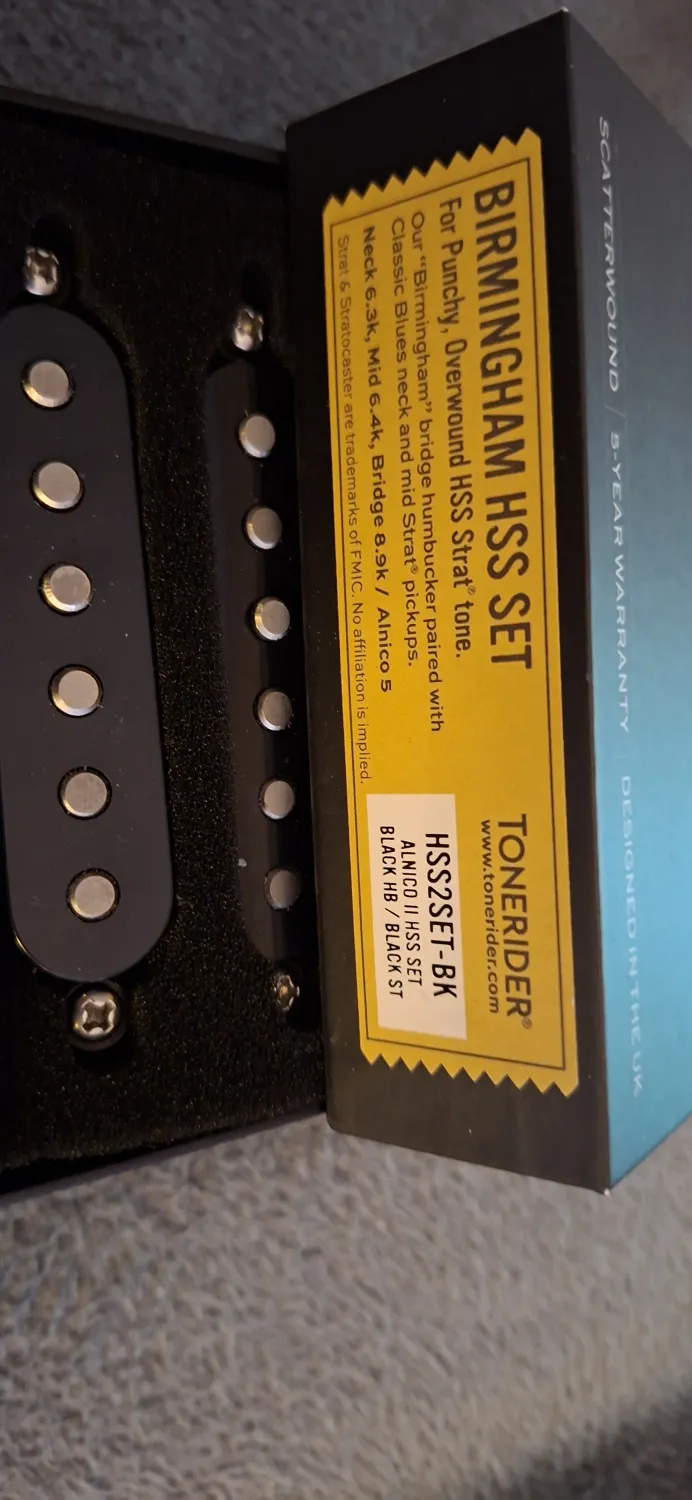 SCATTERWOUND | 5-YEAR WARRANTY | DESIGNED IN THE UK
BIRMINGHAM HSS SET
For Punchy, Overwound HSS Strat® tone.
Our “Birmingham” bridge humbucker paired with
Classic Blues neck and mid Strat® pickups.
Neck 6.3k, Mid 6.4k, Bridge 8.9k / Alnico 5
Strat & Stratocaster are trademarks of FMIC. No affiliation is implied.
TONERIDER®
www.tonerider.com
HSS2SET-BK
ALNICO II HSS SET
BLACK HB / BLACK ST